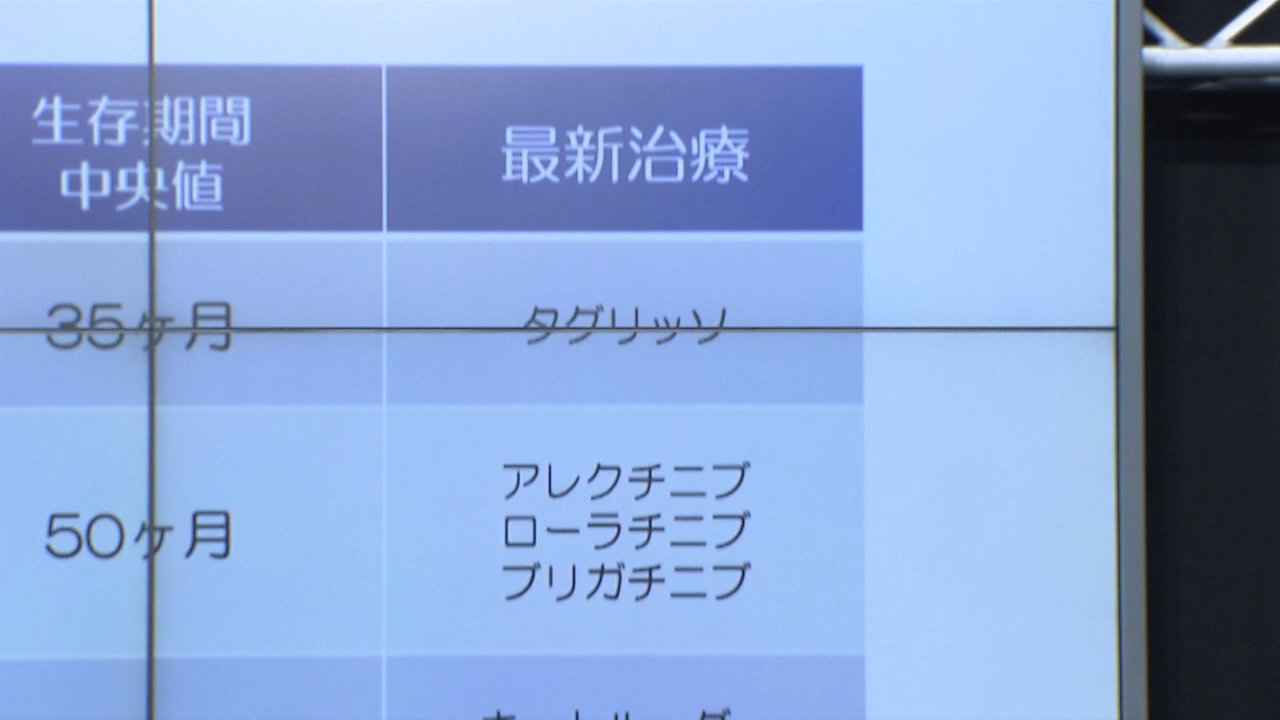 生存期間
中央値
最新治療
35ヶ月
タグリッソ
50ヶ月
アレクチニブ
ローラチニブ
ブリガチニブ